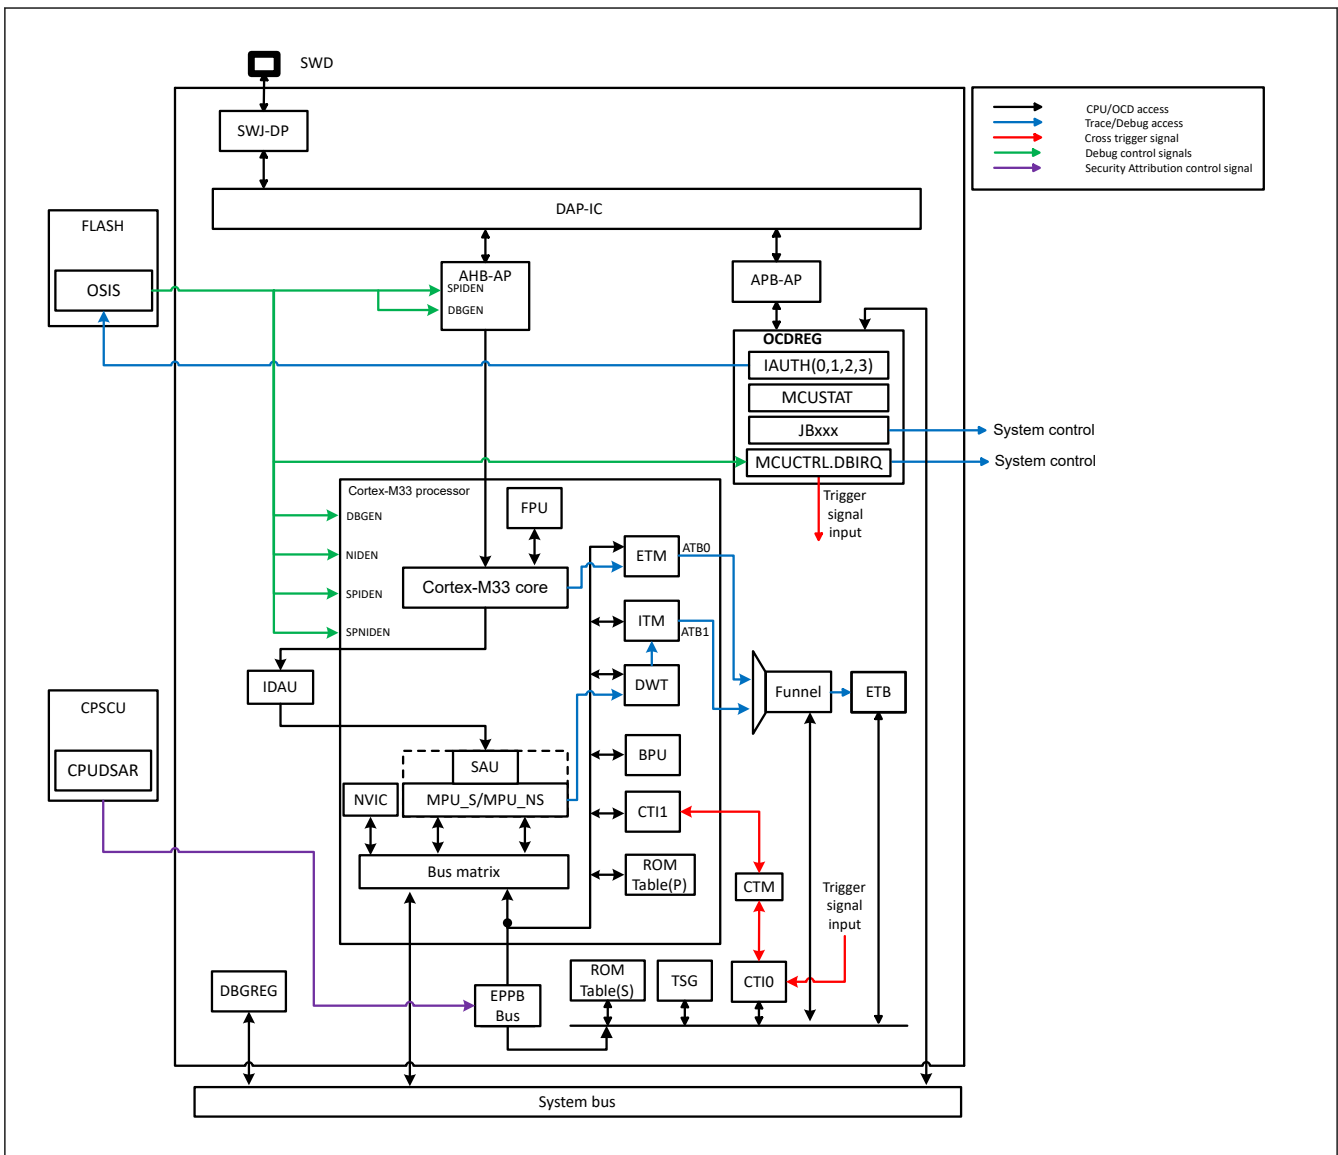 SWD
SWJ-DP
CPU/OCD access
Trace/Debug access
Cross trigger signal
Debug control signals
Security Attribution control signal
DAP-IC
FLASH
OSIS
AHB-AP
SPIDEN
DBGEN
APB-AP
OCDREG
IAUTH(0,1,2,3)
MCUSTAT
JBxxx
System control
MCUCTRL.DBIRQ
System control
Trigger
signal
input
Cortex-M33 processor
DBGEN
NIDEN
SPIDEN
SPNIDEN
FPU
Cortex-M33 core
ETM
ATB0
ITM
ATB1
DWT
IDAU
Funnel
ETB
CPSCU
CPUDSAR
SAU
MPU_S/MPU_NS
NVIC
BPU
CTI1
Bus matrix
ROM
Table(P)
CTM
Trigger
signal
input
DBGREG
EPPB
Bus
ROM
Table(S)
TSG
CTI0
System bus